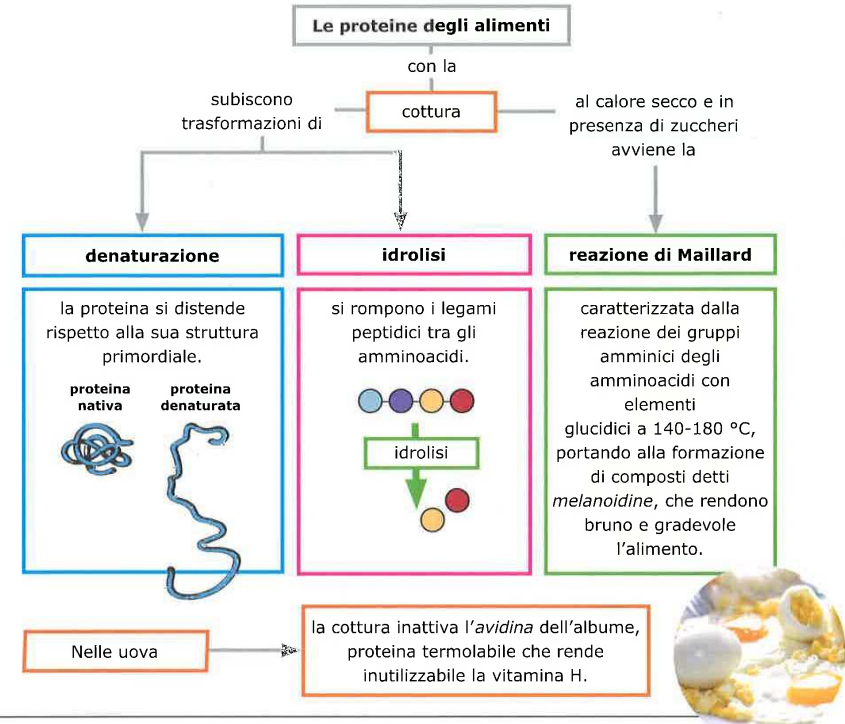 Le proteine degli alimenti
con la
cottura
subiscono
trasformazioni di
al calore secco e in
presenza di zuccheri
avviene la
denaturazione
la proteina si distende
rispetto alla sua struttura
primordiale.
proteina
nativa
proteina
denaturata
idrolisi
si rompono i legami
peptidici tra gli
amminoacidi.
idrolisi
reazione di Maillard
caratterizzata dalla
reazione dei gruppi
amminici degli
amminoacidi con
elementi
glucidici a 140-180 °C,
portando alla formazione
di composti detti
melanoidine, che rendono
bruno e gradevole
l’alimento.
Nelle uova
la cottura inattiva l’avidina dell’albume,
proteina termolabile che rende
inutilizzabile la vitamina H.